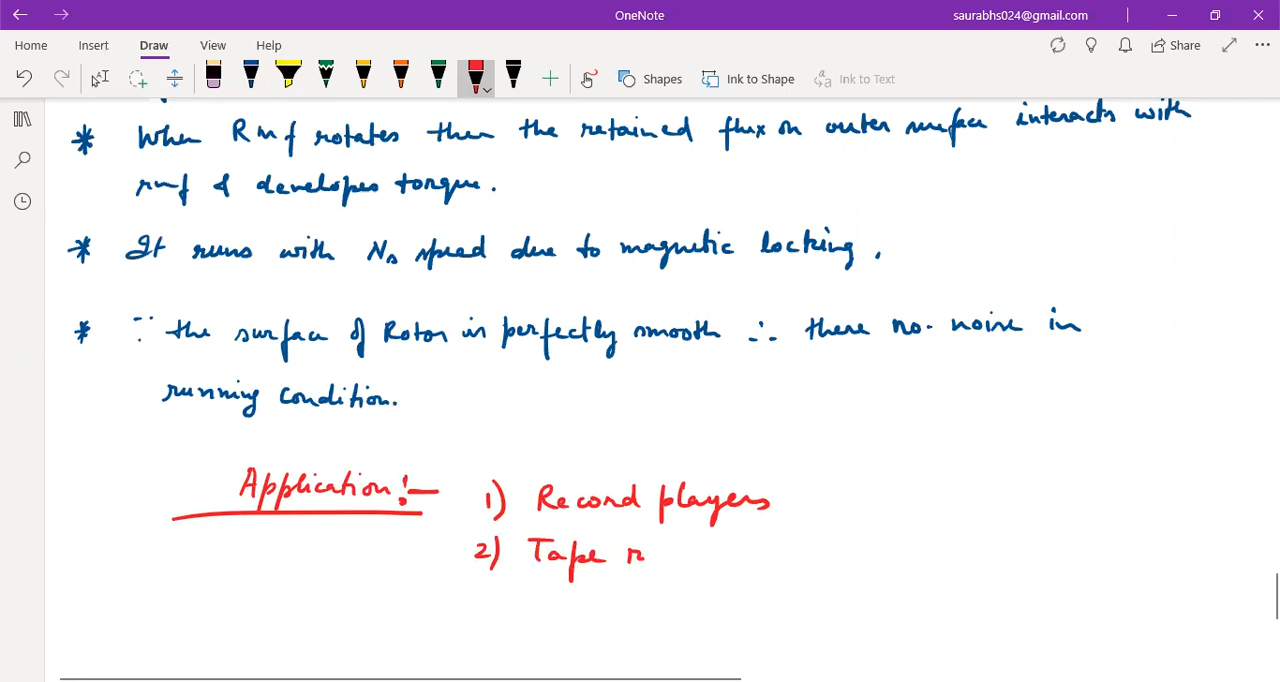 OneNote
saurabhs024@gmail.com
Home Insert Draw View Help
Share
Shapes
Ink to Shape
Ink to Text
* When Rmf rotates then the retained flux on outer surface interacts with
rmf & developes torque.
* It runs with Ns speed due to magnetic locking.
* ∵ the surface of Rotor is perfectly smooth ∴ there no. noise in
running condition.
Application:- 1) Record players
2) Tape r